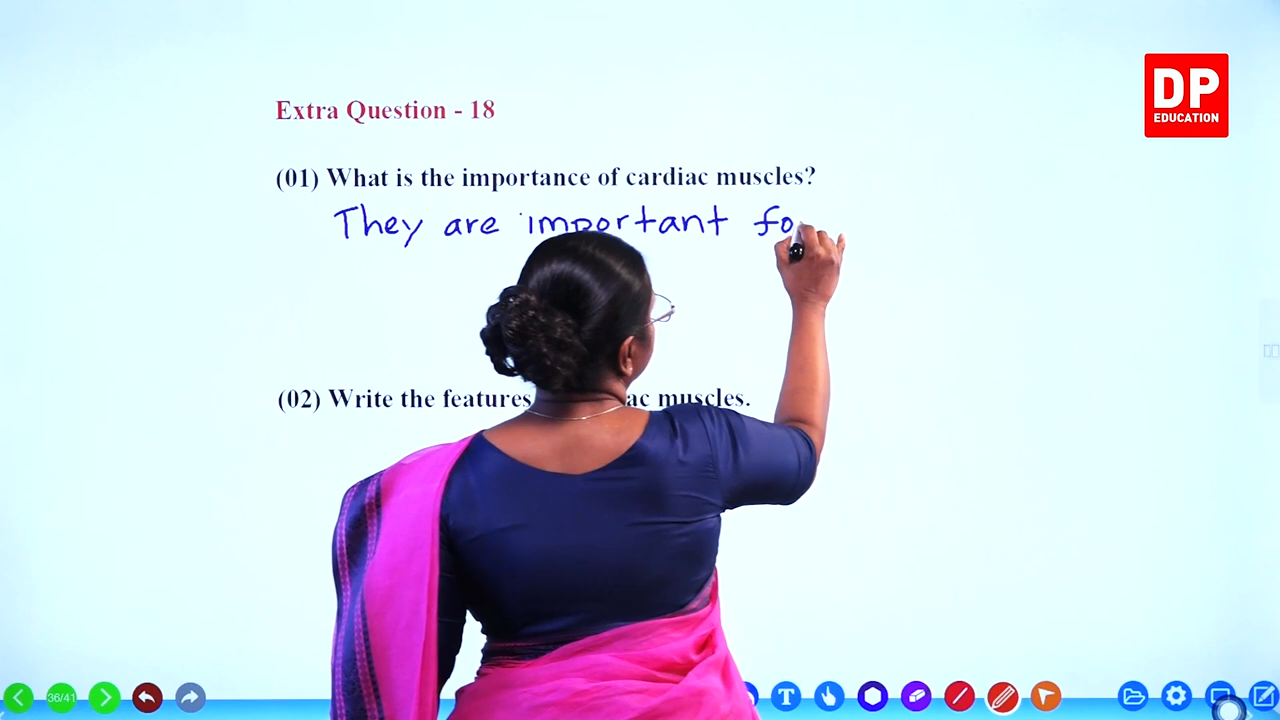 DP
EDUCATION
Extra Question - 18
(01) What is the importance of cardiac muscles?
They are important fo
(02) Write the features ac muscles.
36/41
T